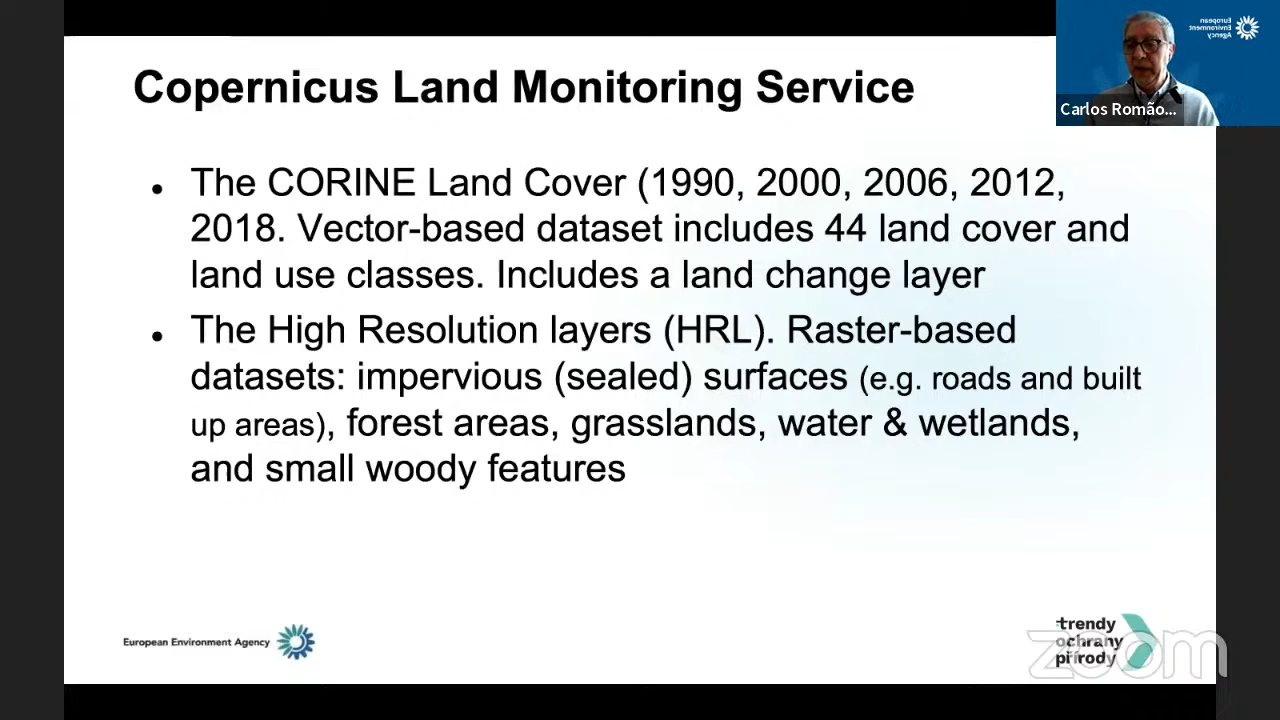 Copernicus Land Monitoring Service
European
Environment
Agency
Carlos Romão...
• The CORINE Land Cover (1990, 2000, 2006, 2012,
2018. Vector-based dataset includes 44 land cover and
land use classes. Includes a land change layer
• The High Resolution layers (HRL). Raster-based
datasets: impervious (sealed) surfaces (e.g. roads and built
up areas), forest areas, grasslands, water & wetlands,
and small woody features
European Environment Agency
trendy
ochrany
přírody
zoom